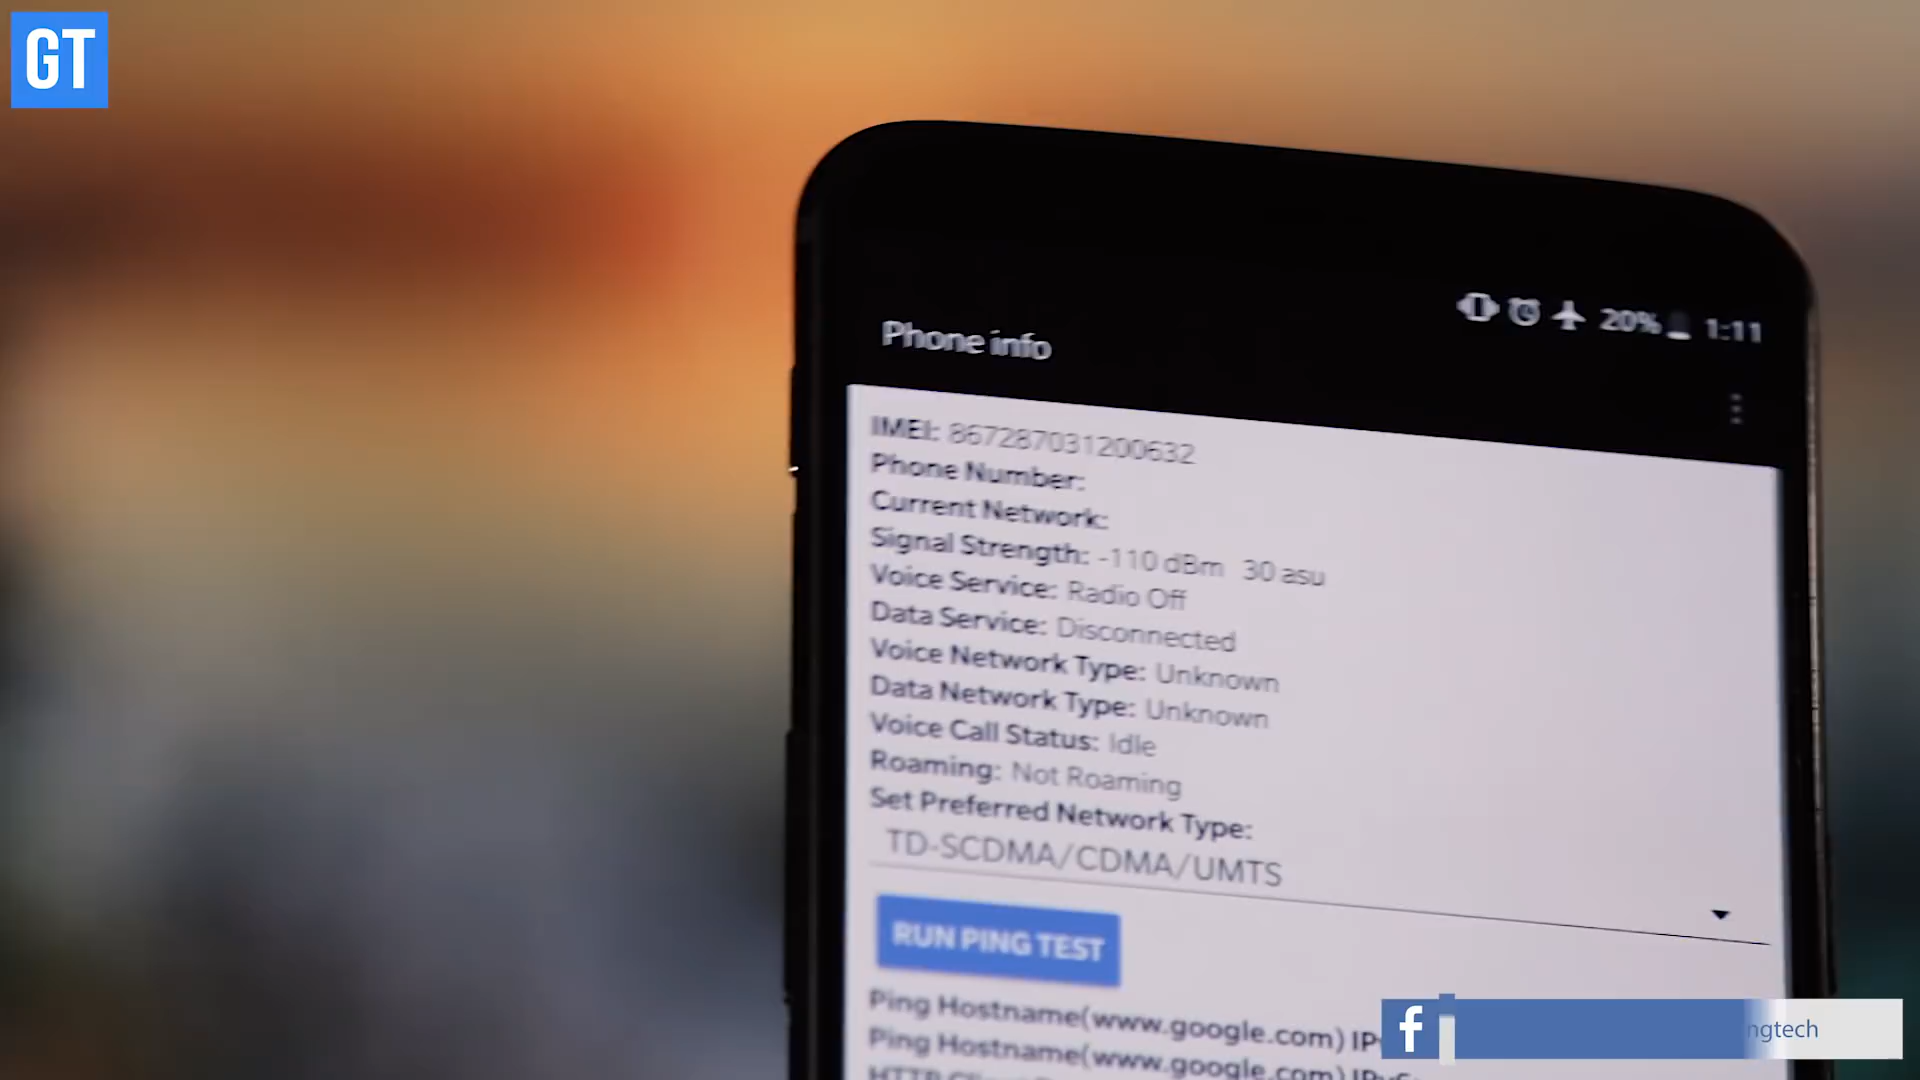 GT
20% 1:11
Phone info
IMEI: 867287031200632
Phone Number:
Current Network:
Signal Strength: -110 dBm 30 asu
Voice Service: Radio Off
Data Service: Disconnected
Voice Network Type: Unknown
Data Network Type: Unknown
Voice Call Status: Idle
Roaming: Not Roaming
Set Preferred Network Type:
TD-SCDMA/CDMA/UMTS
RUN PING TEST
Ping Hostname(www.google.com)
Ping Hostname(www.google.com)
f
ngtech